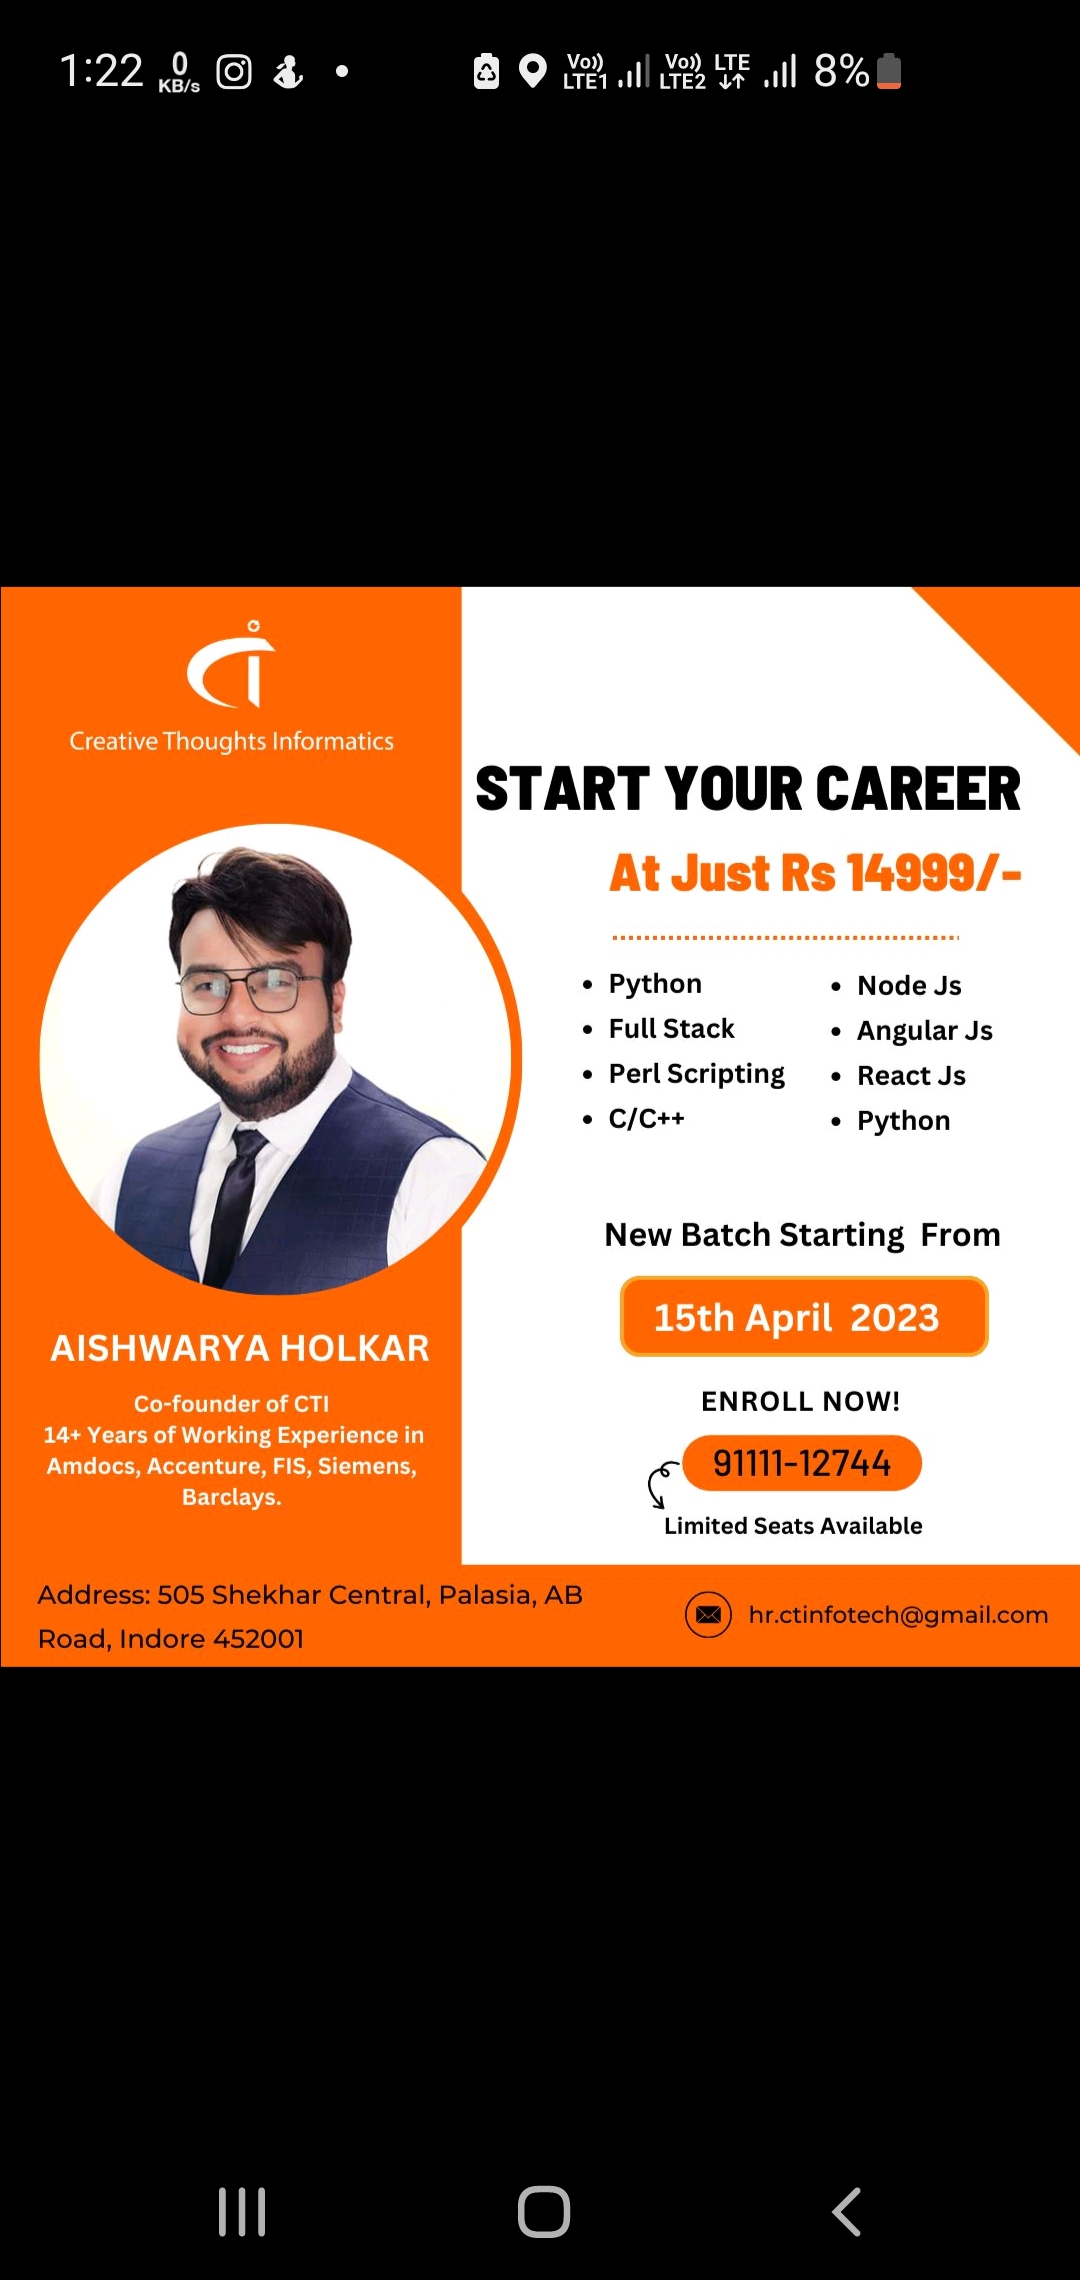 1:22 0 KB/s Vo)) LTE1 Vo)) LTE2 LTE 8%
Creative Thoughts Informatics
START YOUR CAREER
At Just Rs 14999/-
• Python
• Full Stack
• Perl Scripting
• C/C++
• Node Js
• Angular Js
• React Js
• Python
New Batch Starting From
15th April 2023
ENROLL NOW!
91111-12744
Limited Seats Available
AISHWARYA HOLKAR
Co-founder of CTI
14+ Years of Working Experience in
Amdocs, Accenture, FIS, Siemens,
Barclays.
Address: 505 Shekhar Central, Palasia, AB
Road, Indore 452001
hr.ctinfotech@gmail.com